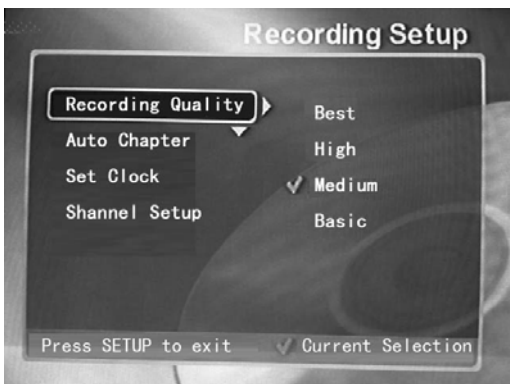 Recording Setup
Recording Quality
Auto Chapter
Set Clock
Shannel Setup
Best
High
Medium
Basic
Press SETUP to exit
Current Selection